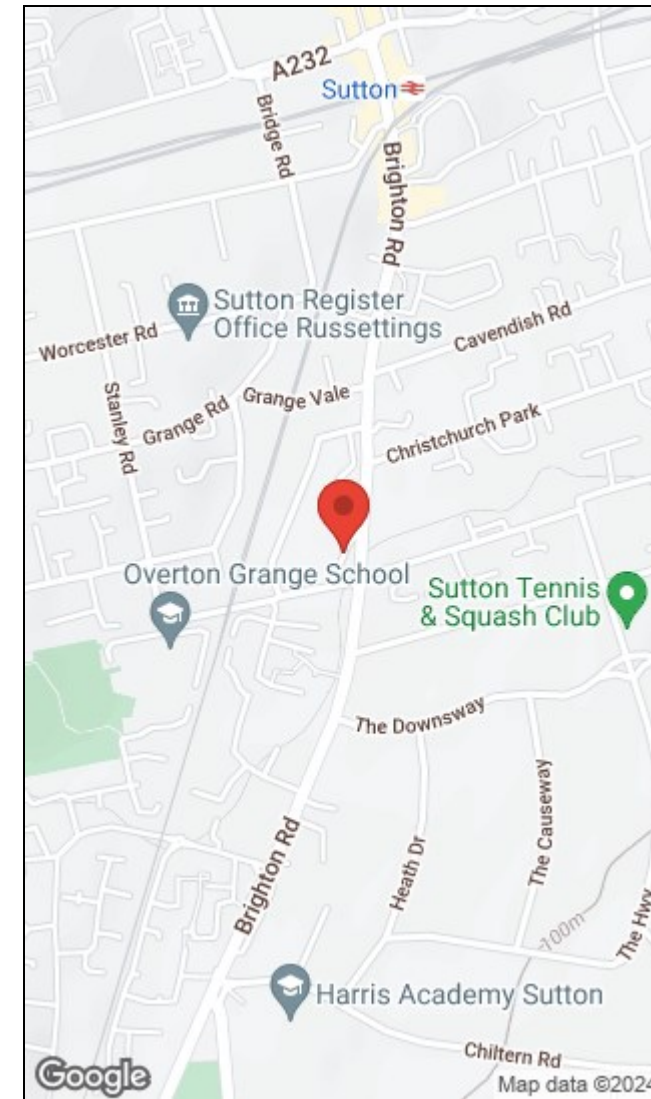 A232
Sutton
Bridge Rd
Brighton Rd
Sutton Register
Office Russettings
Cavendish Rd
Worcester Rd
Stanley Rd
Grange Rd
Grange Vale
Christchurch Park
Overton Grange School
Sutton Tennis
& Squash Club
The Downsway
The Causeway
Heath Dr
Brighton Rd
The Hwy
100m
Harris Academy Sutton
Chiltern Rd
Google
Map data ©2024